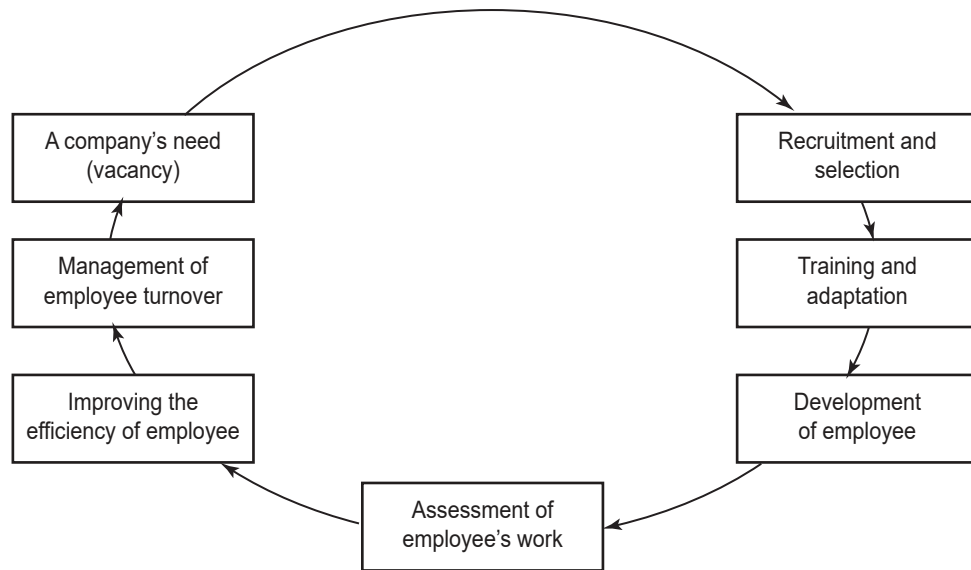 A company’s need
(vacancy)
Recruitment and
selection
Training and
adaptation
Development
of employee
Assessment of
employee’s work
Improving the
efficiency of employee
Management of
employee turnover